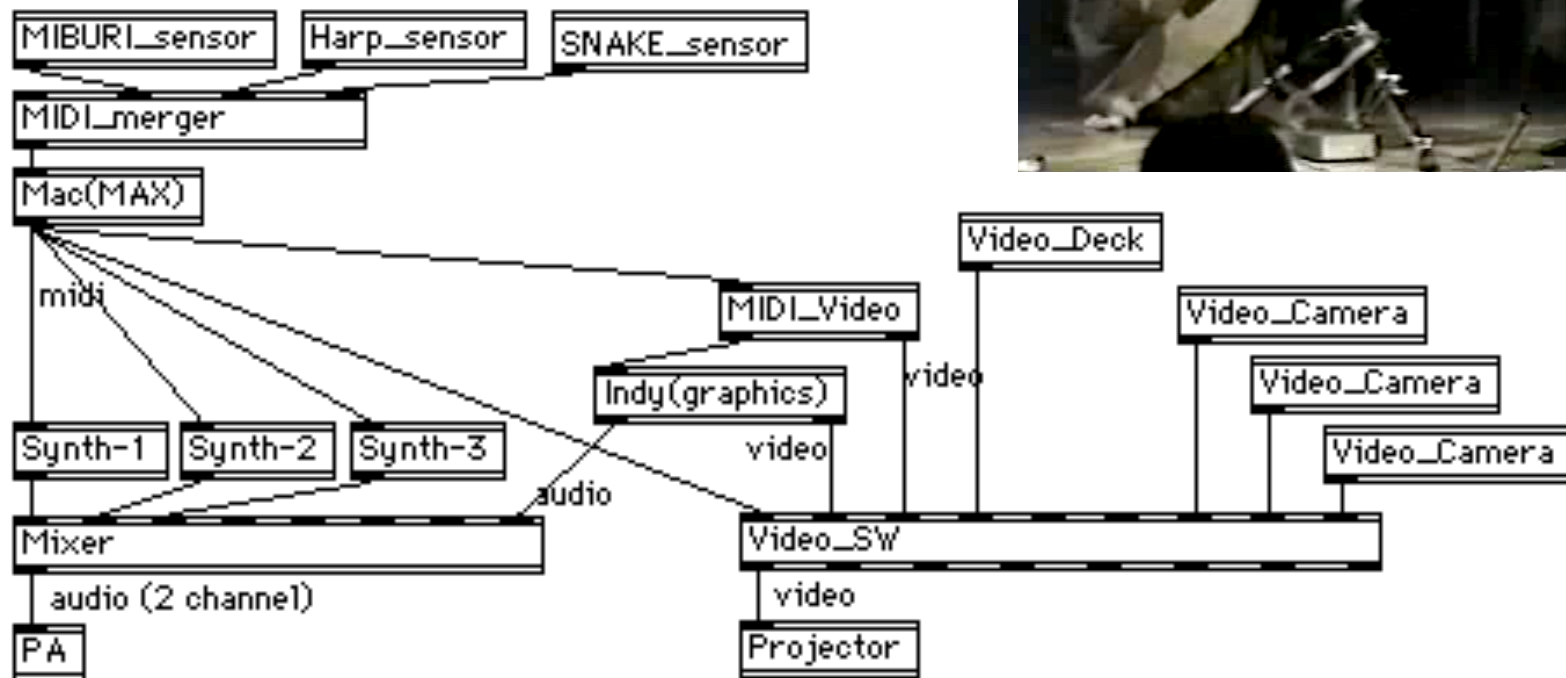 MIBURI_sensor
Harp_sensor
SNAKE_sensor
MIDI_merger
Mac(MAX)
midi
Video_Deck
MIDI_Video
Video_Camera
video
Indy(graphics)
Video_Camera
Synth-1
Synth-2
Synth-3
video
Video_Camera
audio
Mixer
Video_SW
audio (2 channel)
video
PA
Projector